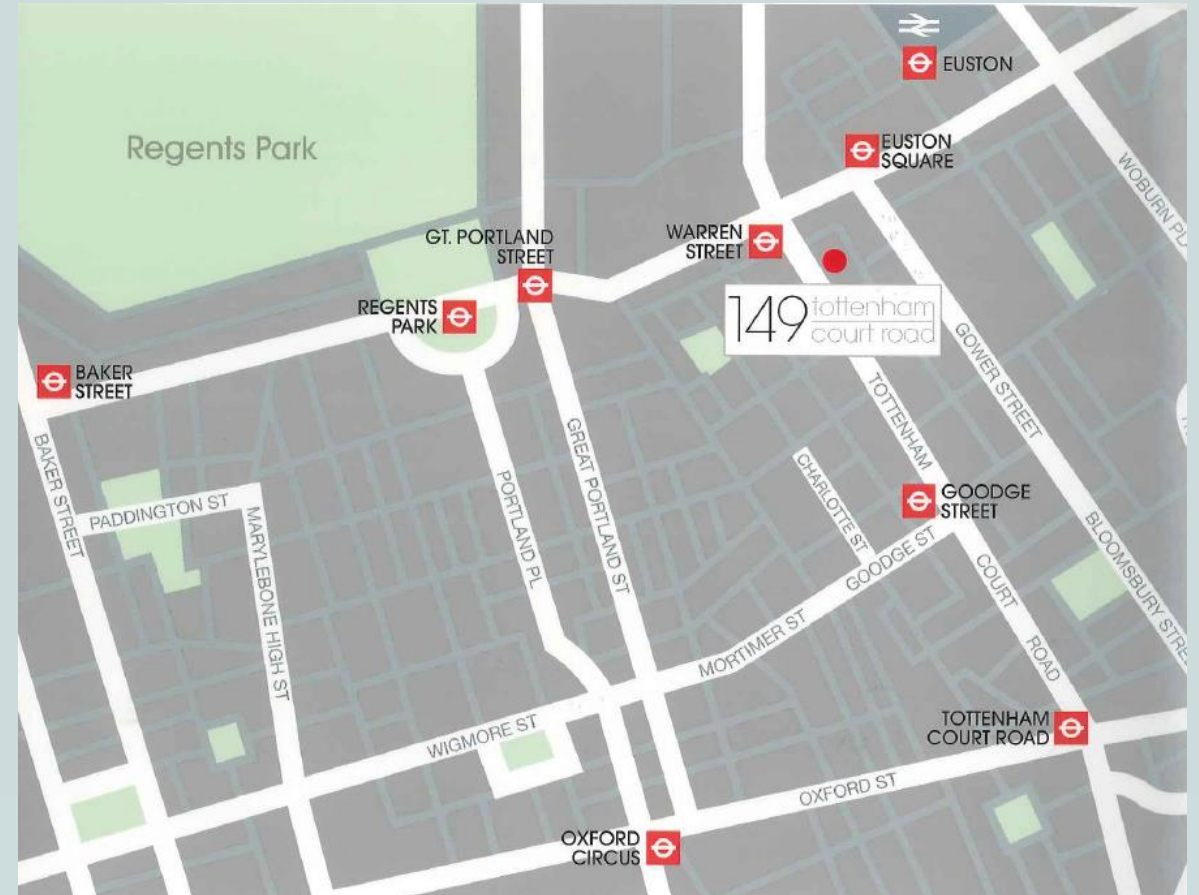 EUSTON
Regents Park
EUSTON
SQUARE
WOBURN PL
GT. PORTLAND
STREET
WARREN
STREET
REGENTS
PARK
149 tottenham
court road
BAKER
STREET
GOWER STREET
TOTTENHAM
GREAT PORTLAND ST
BAKER STREET
CHARLOTTE ST
PORTLAND PL
GOODGE
STREET
PADDINGTON ST
MARYLEBONE HIGH ST
BLOOMSBURY STREE
GOODGE ST
COURT
MORTIMER ST
ROAD
WIGMORE ST
TOTTENHAM
COURT ROAD
OXFORD ST
OXFORD
CIRCUS